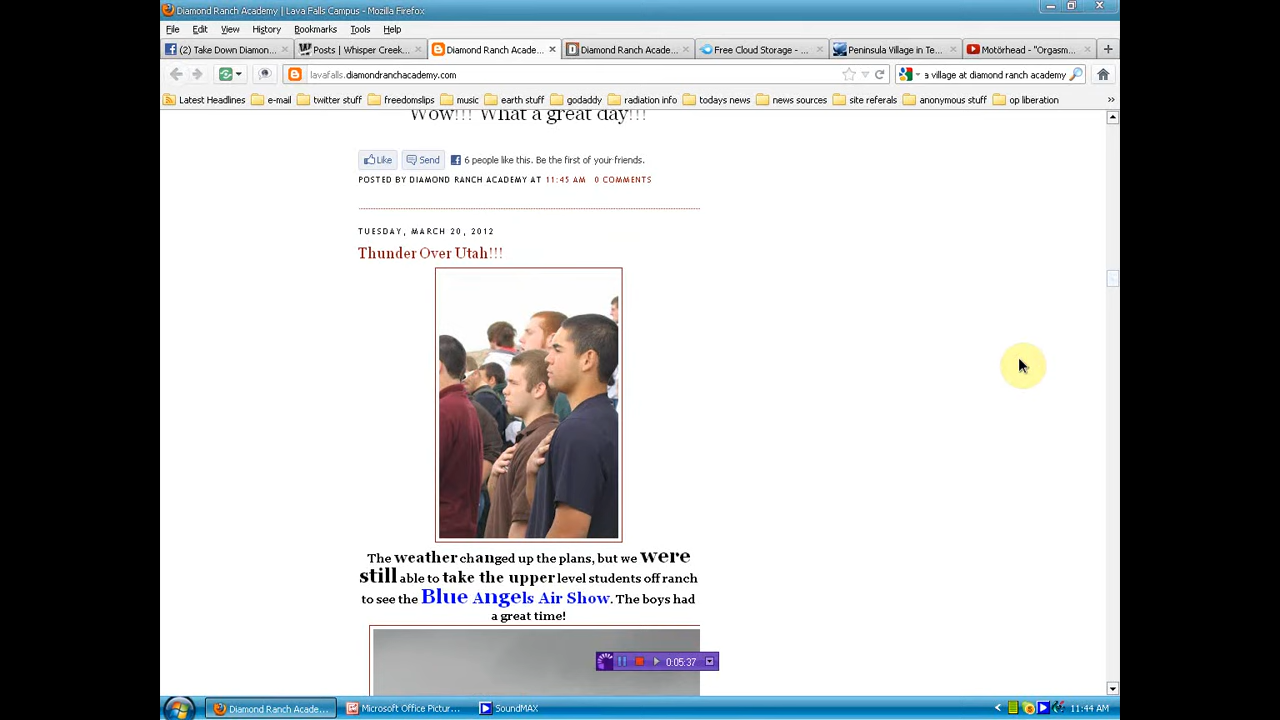 Diamond Ranch Academy | Lava Falls Campus - Mozilla Firefox
File Edit View History Bookmarks Tools Help
(2) Take Down Diamon... Posts | Whisper Creek... Diamond Ranch Acade... Diamond Ranch Acade... Free Cloud Storage - ... Peninsula Village in Te... Motörhead - "Orgasm...
lavafalls.diamondranchacademy.com a village at diamond ranch academy
Latest Headlines e-mail twitter stuff freedomslips music earth stuff godaddy radiation info todays news news sources site referals anonymous stuff op liberation »
Wow!!! What a great day!!!
Like Send 6 people like this. Be the first of your friends.
POSTED BY DIAMOND RANCH ACADEMY AT 11:45 AM 0 COMMENTS
TUESDAY, MARCH 20, 2012
Thunder Over Utah!!!
The weather changed up the plans, but we were
still able to take the upper level students off ranch
to see the Blue Angels Air Show. The boys had
a great time!
0:05:37
Diamond Ranch Acade... Microsoft Office Pictur... SoundMAX 11:44 AM